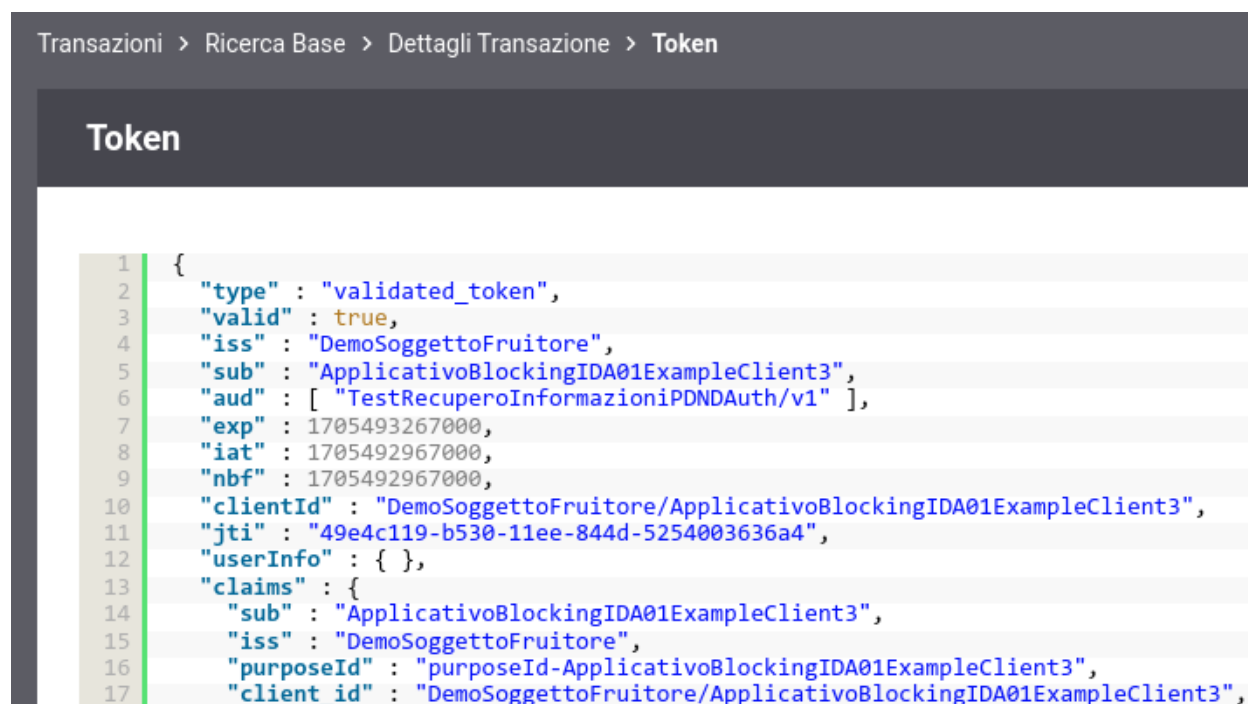 Transazioni > Ricerca Base > Dettagli Transazione > Token
Token
1 {
2 "type" : "validated_token",
3 "valid" : true,
4 "iss" : "DemoSoggettoFruitore",
5 "sub" : "ApplicativoBlockingIDA01ExampleClient3",
6 "aud" : [ "TestRecuperoInformazioniPDNDAuth/v1" ],
7 "exp" : 1705493267000,
8 "iat" : 1705492967000,
9 "nbf" : 1705492967000,
10 "clientId" : "DemoSoggettoFruitore/ApplicativoBlockingIDA01ExampleClient3",
11 "jti" : "49e4c119-b530-11ee-844d-5254003636a4",
12 "userInfo" : { },
13 "claims" : {
14 "sub" : "ApplicativoBlockingIDA01ExampleClient3",
15 "iss" : "DemoSoggettoFruitore",
16 "purposeId" : "purposeId-ApplicativoBlockingIDA01ExampleClient3",
17 "client_id" : "DemoSoggettoFruitore/ApplicativoBlockingIDA01ExampleClient3",